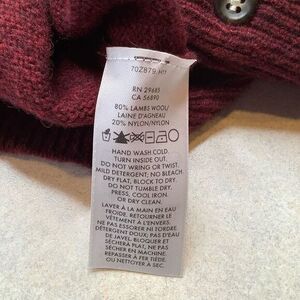 RN 29685
CA 56890
80% LAMBS WOOL/
LAINE D'AGNEAU
20% NYLON/NYLON
HAND WASH COLD.
TURN INSIDE OUT.
DO NOT WRING OR TWIST.
MILD DETERGENT; NO BLEACH.
DRY FLAT, BLOCK TO DRY.
DO NOT TUMBLE DRY.
PRESS, COOL IRON.
OR DRY CLEAN.
LAVER À LA MAIN EN EAU
FROIDE. RETOURNER LE
VÊTEMENT À L'ENVERS.
NE PAS ESSORER NI TORDRE.
DÉTERGENT DOUX; PAS D'EAU
DE JAVEL. BLOQUER ET
SÉCHER À PLAT, NE PAS
SÉCHER EN MACHINE.
REPASSER À FER TIÈDE.
OU NETTOYER À SEC.